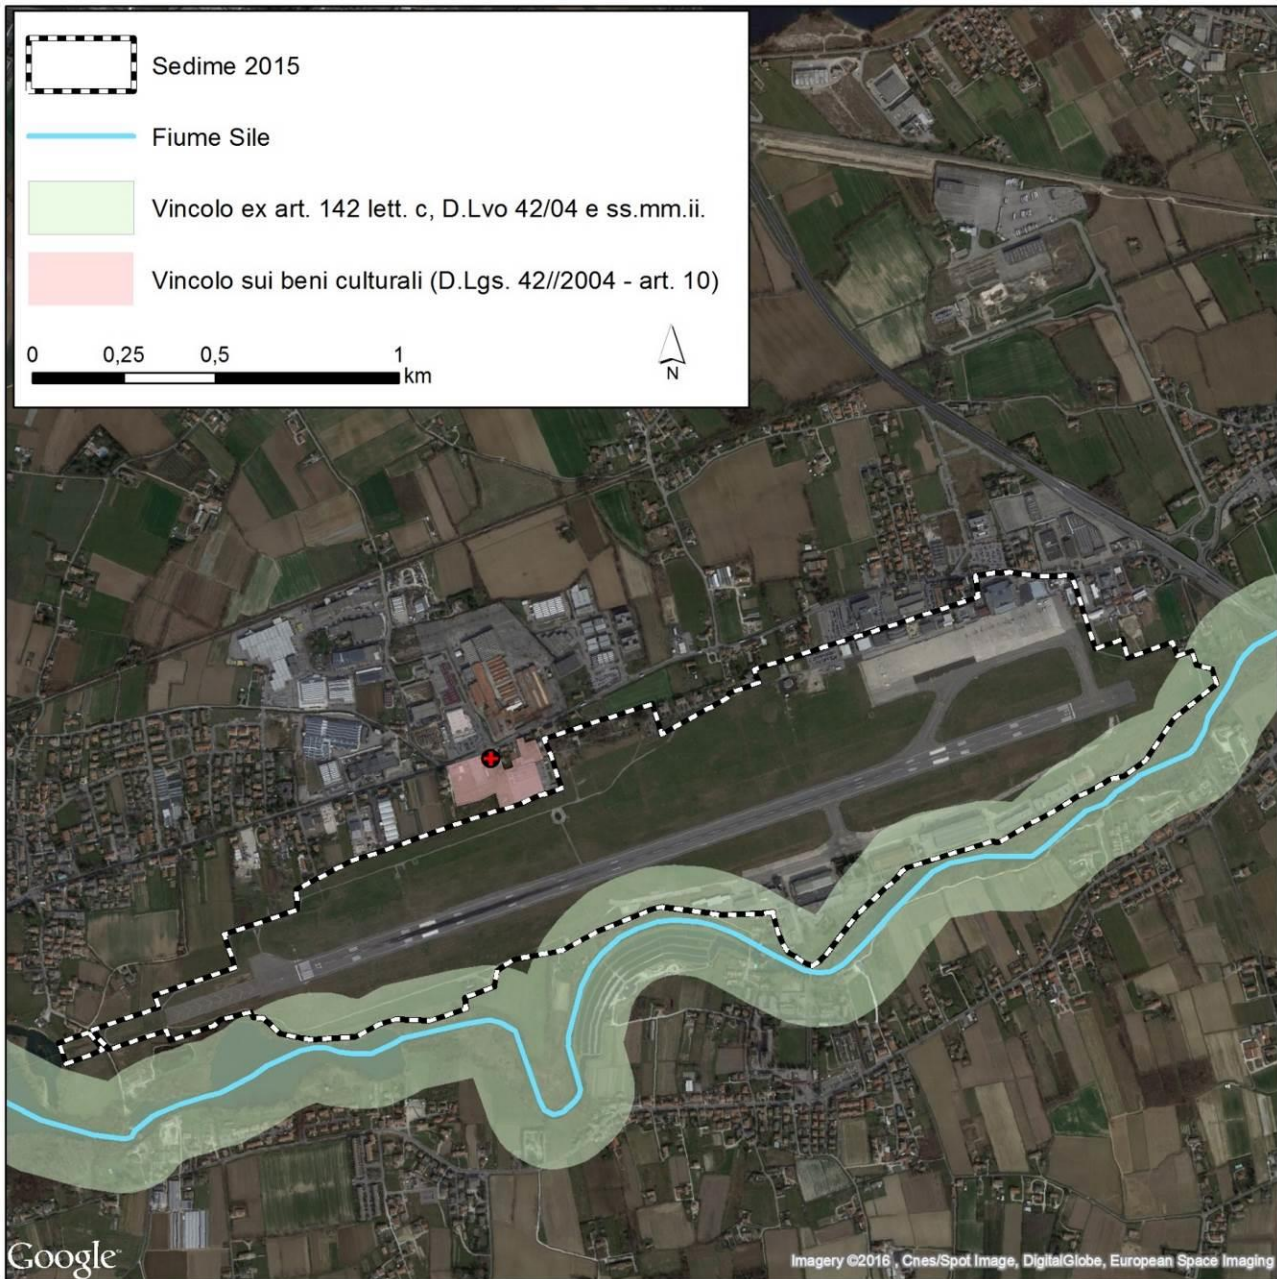 Sedime 2015
Fiume Sile
Vincolo ex art. 142 lett. c, D.Lvo 42/04 e ss.mm.ii.
Vincolo sui beni culturali (D.Lgs. 42//2004 - art. 10)
0 0,25 0,5 1
km
N
Google
Imagery ©2016 , Cnes/Spot Image, DigitalGlobe, European Space Imaging